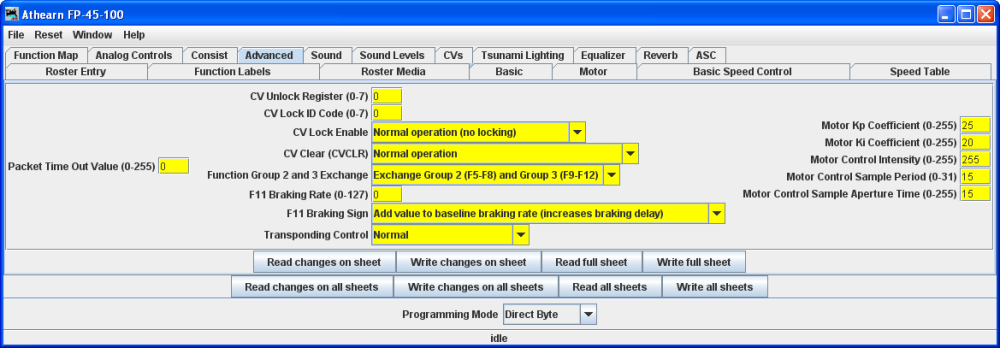 Athearn FP-45-100
File Reset Window Help
Function Map Analog Controls Consist Advanced Sound Sound Levels CVs Tsunami Lighting Equalizer Reverb ASC
Roster Entry Function Labels Roster Media Basic Motor Basic Speed Control Speed Table
Packet Time Out Value (0-255) 0
CV Unlock Register (0-7) 0
CV Lock ID Code (0-7) 0
CV Lock Enable Normal operation (no locking)
CV Clear (CVCLR) Normal operation
Function Group 2 and 3 Exchange Exchange Group 2 (F5-F8) and Group 3 (F9-F12)
F11 Braking Rate (0-127) 0
F11 Braking Sign Add value to baseline braking rate (increases braking delay)
Transponding Control Normal
Motor Kp Coefficient (0-255) 25
Motor Ki Coefficient (0-255) 20
Motor Control Intensity (0-255) 255
Motor Control Sample Period (0-31) 15
Motor Control Sample Aperture Time (0-255) 15
Read changes on sheet Write changes on sheet Read full sheet Write full sheet
Read changes on all sheets Write changes on all sheets Read all sheets Write all sheets
Programming Mode Direct Byte
idle